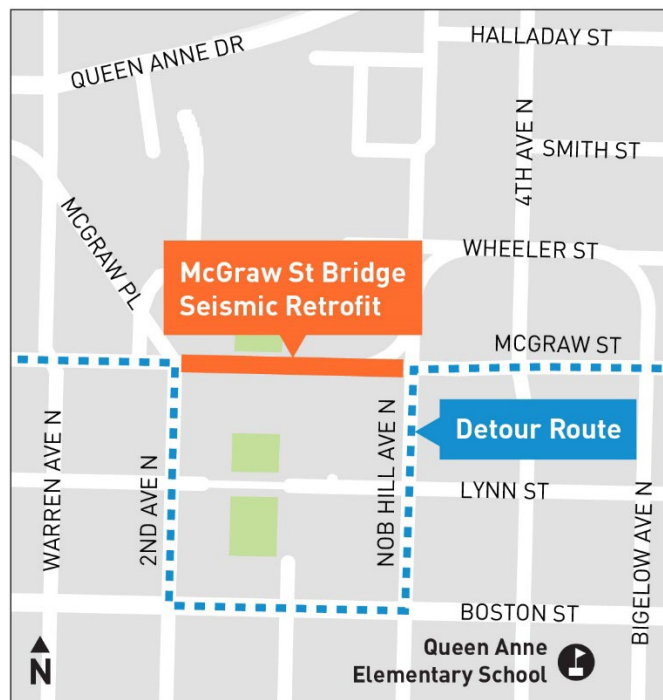 HALLADAY ST
QUEEN ANNE DR
4TH AVE N
SMITH ST
MCGRAW PL
WHEELER ST
McGraw St Bridge
Seismic Retrofit
MCGRAW ST
Detour Route
WARREN AVE N
2ND AVE N
NOB HILL AVE N
LYNN ST
BIGELOW AVE N
BOSTON ST
N
Queen Anne
Elementary School